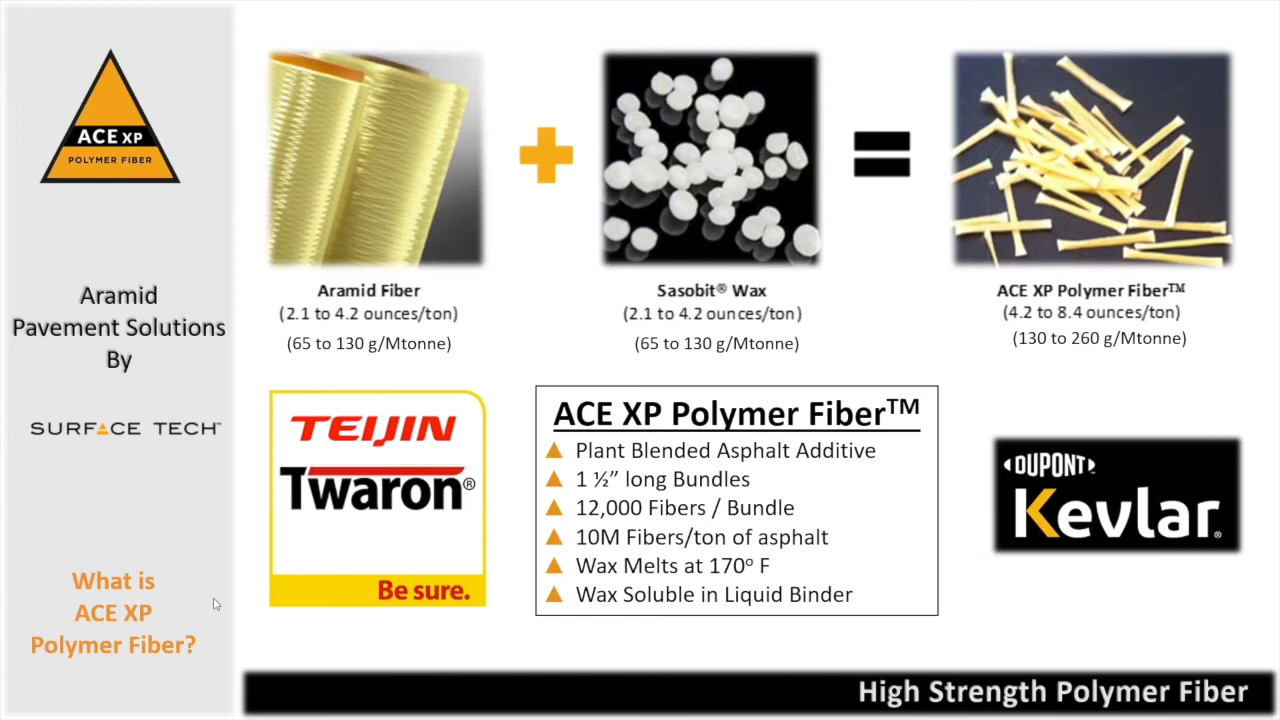 ACE XP
POLYMER FIBER
Aramid
Pavement Solutions
By
SURFACE TECH™
What is
ACE XP
Polymer Fiber?
Aramid Fiber
(2.1 to 4.2 ounces/ton)
(65 to 130 g/Mtonne)
Sasobit® Wax
(2.1 to 4.2 ounces/ton)
(65 to 130 g/Mtonne)
ACE XP Polymer Fiber™
(4.2 to 8.4 ounces/ton)
(130 to 260 g/Mtonne)
TEIJIN
Twaron®
Be sure.
ACE XP Polymer Fiber™
Plant Blended Asphalt Additive
1 ½” long Bundles
12,000 Fibers / Bundle
10M Fibers/ton of asphalt
Wax Melts at 170° F
Wax Soluble in Liquid Binder
DUPONT
Kevlar®
High Strength Polymer Fiber